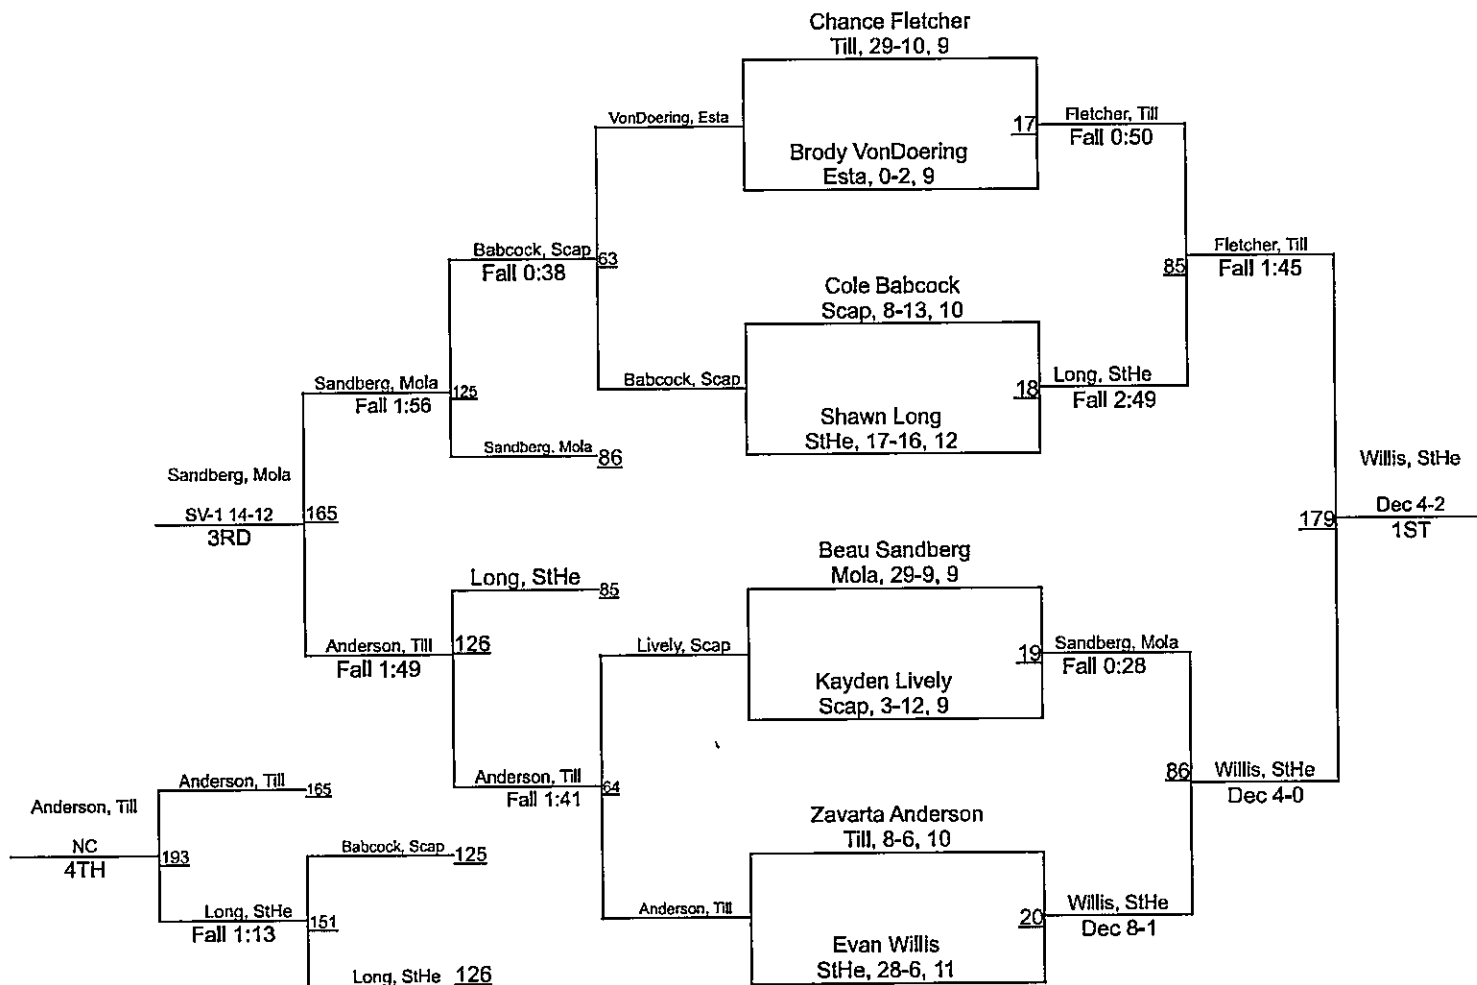 Chance Fletcher
Till, 29-10, 9
VonDoering, Esta
17
Fletcher, Till
Fall 0:50
Brody VonDoering
Esta, 0-2, 9
Babcock, Scap
Fall 0:38
63
Fletcher, Till
Fall 1:45
85
Cole Babcock
Scap, 8-13, 10
Sandberg, Mola
Fall 1:56
125
Babcock, Scap
18
Long, StHe
Fall 2:49
Shawn Long
StHe, 17-16, 12
Sandberg, Mola
86
Sandberg, Mola
SV-1 14-12
3RD
165
Willis, StHe
Dec 4-2
1ST
179
Beau Sandberg
Mola, 29-9, 9
Long, StHe
85
Anderson, Till
Fall 1:49
126
Lively, Scap
19
Sandberg, Mola
Fall 0:28
Kayden Lively
Scap, 3-12, 9
Anderson, Till
Fall 1:41
64
86
Willis, StHe
Dec 4-0
Anderson, Till
165
Anderson, Till
NC
4TH
193
Zavarta Anderson
Till, 8-6, 10
Babcock, Scap
125
Long, StHe
Fall 1:13
151
Anderson, Till
20
Willis, StHe
Dec 8-1
Evan Willis
StHe, 28-6, 11
Long, StHe
126